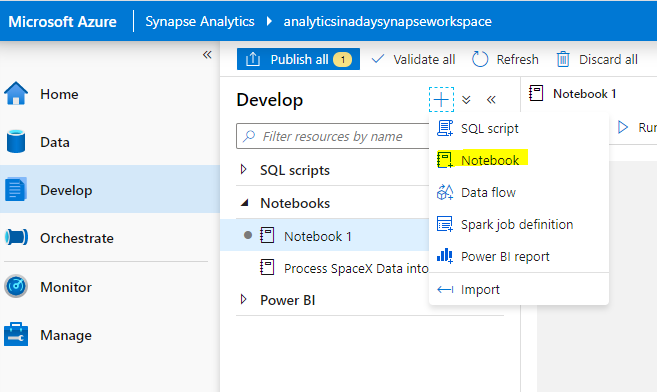 Microsoft Azure Synapse Analytics analyticsinadaysynapseworkspace
Publish all 1 Validate all Refresh Discard all
Home
Data
Develop
Orchestrate
Monitor
Manage
Develop
Filter resources by name
SQL scripts
Notebooks
Notebook 1
Process SpaceX Data into
Power BI
SQL script
Notebook
Data flow
Spark job definition
Power BI report
Import
Notebook 1
Run